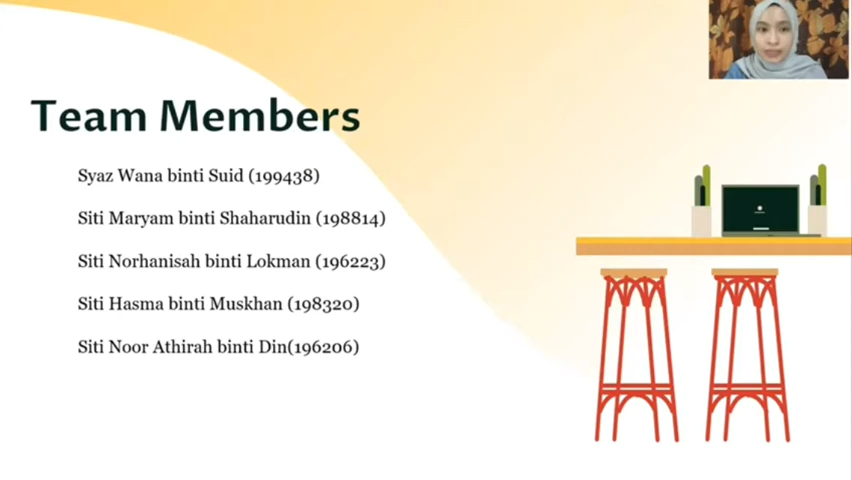 Team Members
Syaz Wana binti Suid (199438)
Siti Maryam binti Shaharudin (198814)
Siti Norhanisah binti Lokman (196223)
Siti Hasma binti Muskhan (198320)
Siti Noor Athirah binti Din(196206)